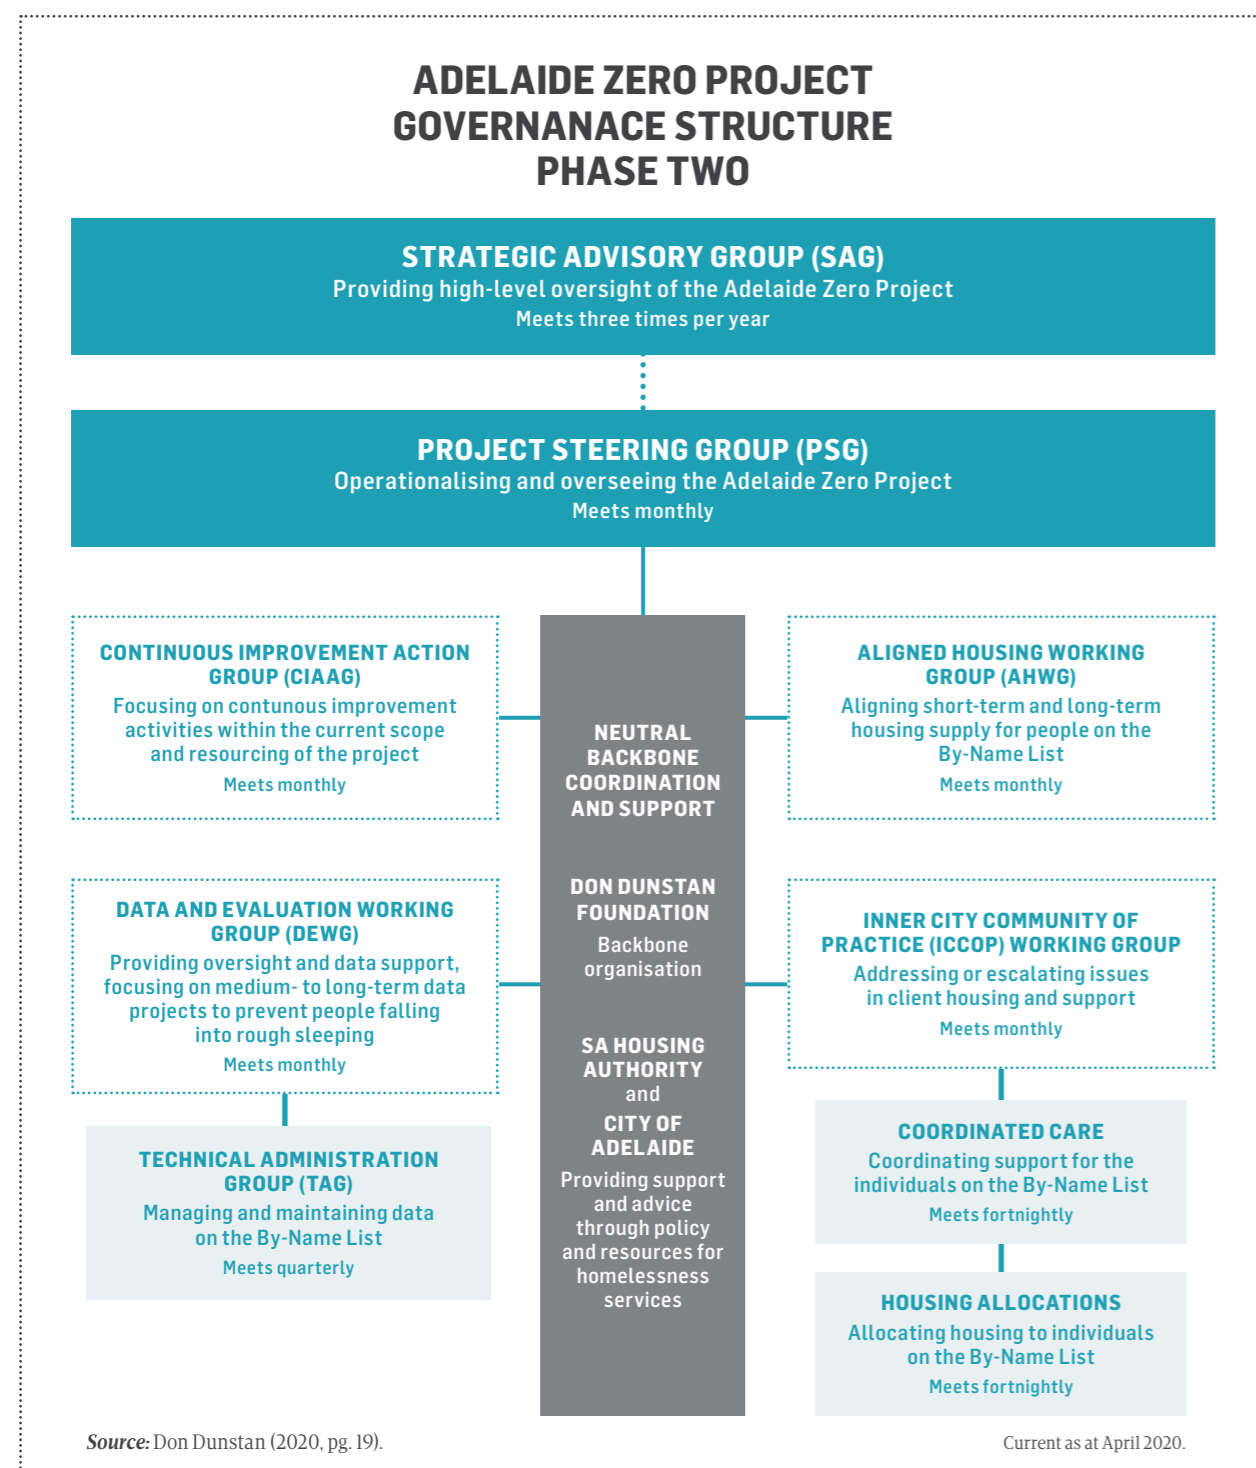 ADELAIDE ZERO PROJECT
GOVERNANACE STRUCTURE
PHASE TWO
STRATEGIC ADVISORY GROUP (SAG)
Providing high-level oversight of the Adelaide Zero Project
Meets three times per year
PROJECT STEERING GROUP (PSG)
Operationalising and overseeing the Adelaide Zero Project
Meets monthly
CONTINUOUS IMPROVEMENT ACTION
GROUP (CIAAG)
Focusing on contunous improvement
activities within the current scope
and resourcing of the project
Meets monthly
DATA AND EVALUATION WORKING
GROUP (DEWG)
Providing oversight and data support,
focusing on medium- to long-term data
projects to prevent people falling
into rough sleeping
Meets monthly
TECHNICAL ADMINISTRATION
GROUP (TAG)
Managing and maintaining data
on the By-Name List
Meets quarterly
NEUTRAL
BACKBONE
COORDINATION
AND SUPPORT
DON DUNSTAN
FOUNDATION
Backbone
organisation
SA HOUSING
AUTHORITY
and
CITY OF
ADELAIDE
Providing support
and advice
through policy
and resources for
homelessness
services
ALIGNED HOUSING WORKING
GROUP (AHWG)
Aligning short-term and long-term
housing supply for people on the
By-Name List
Meets monthly
INNER CITY COMMUNITY OF
PRACTICE (ICCOP) WORKING GROUP
Addressing or escalating issues
in client housing and support
Meets monthly
COORDINATED CARE
Coordinating support for the
individuals on the By-Name List
Meets fortnightly
HOUSING ALLOCATIONS
Allocating housing to individuals
on the By-Name List
Meets fortnightly
Source: Don Dunstan (2020, pg. 19).
Current as at April 2020.